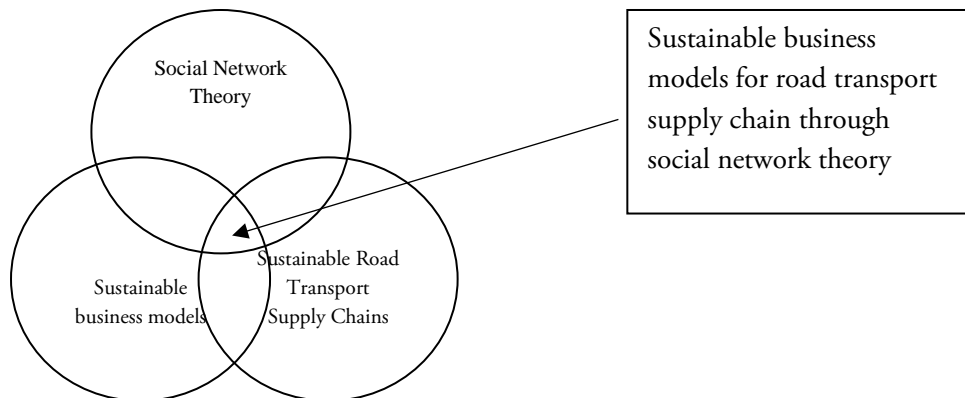 Social Network
Theory
Sustainable business
models for road transport
supply chain through
social network theory
Sustainable
business models
Sustainable Road
Transport
Supply Chains